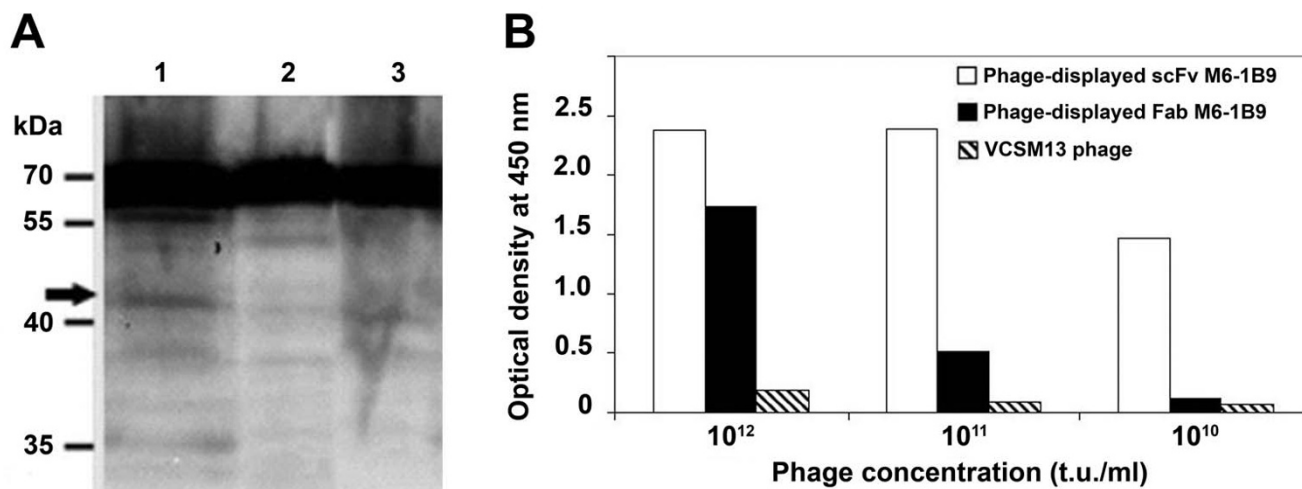 A
1 2 3
kDa
70
55
40
35
B
Optical density at 450 nm
2.5
2.0
1.5
1.0
0.5
0
Phage-displayed scFv M6-1B9
Phage-displayed Fab M6-1B9
VCSM13 phage
10¹² 10¹¹ 10¹⁰
Phage concentration (t.u./ml)